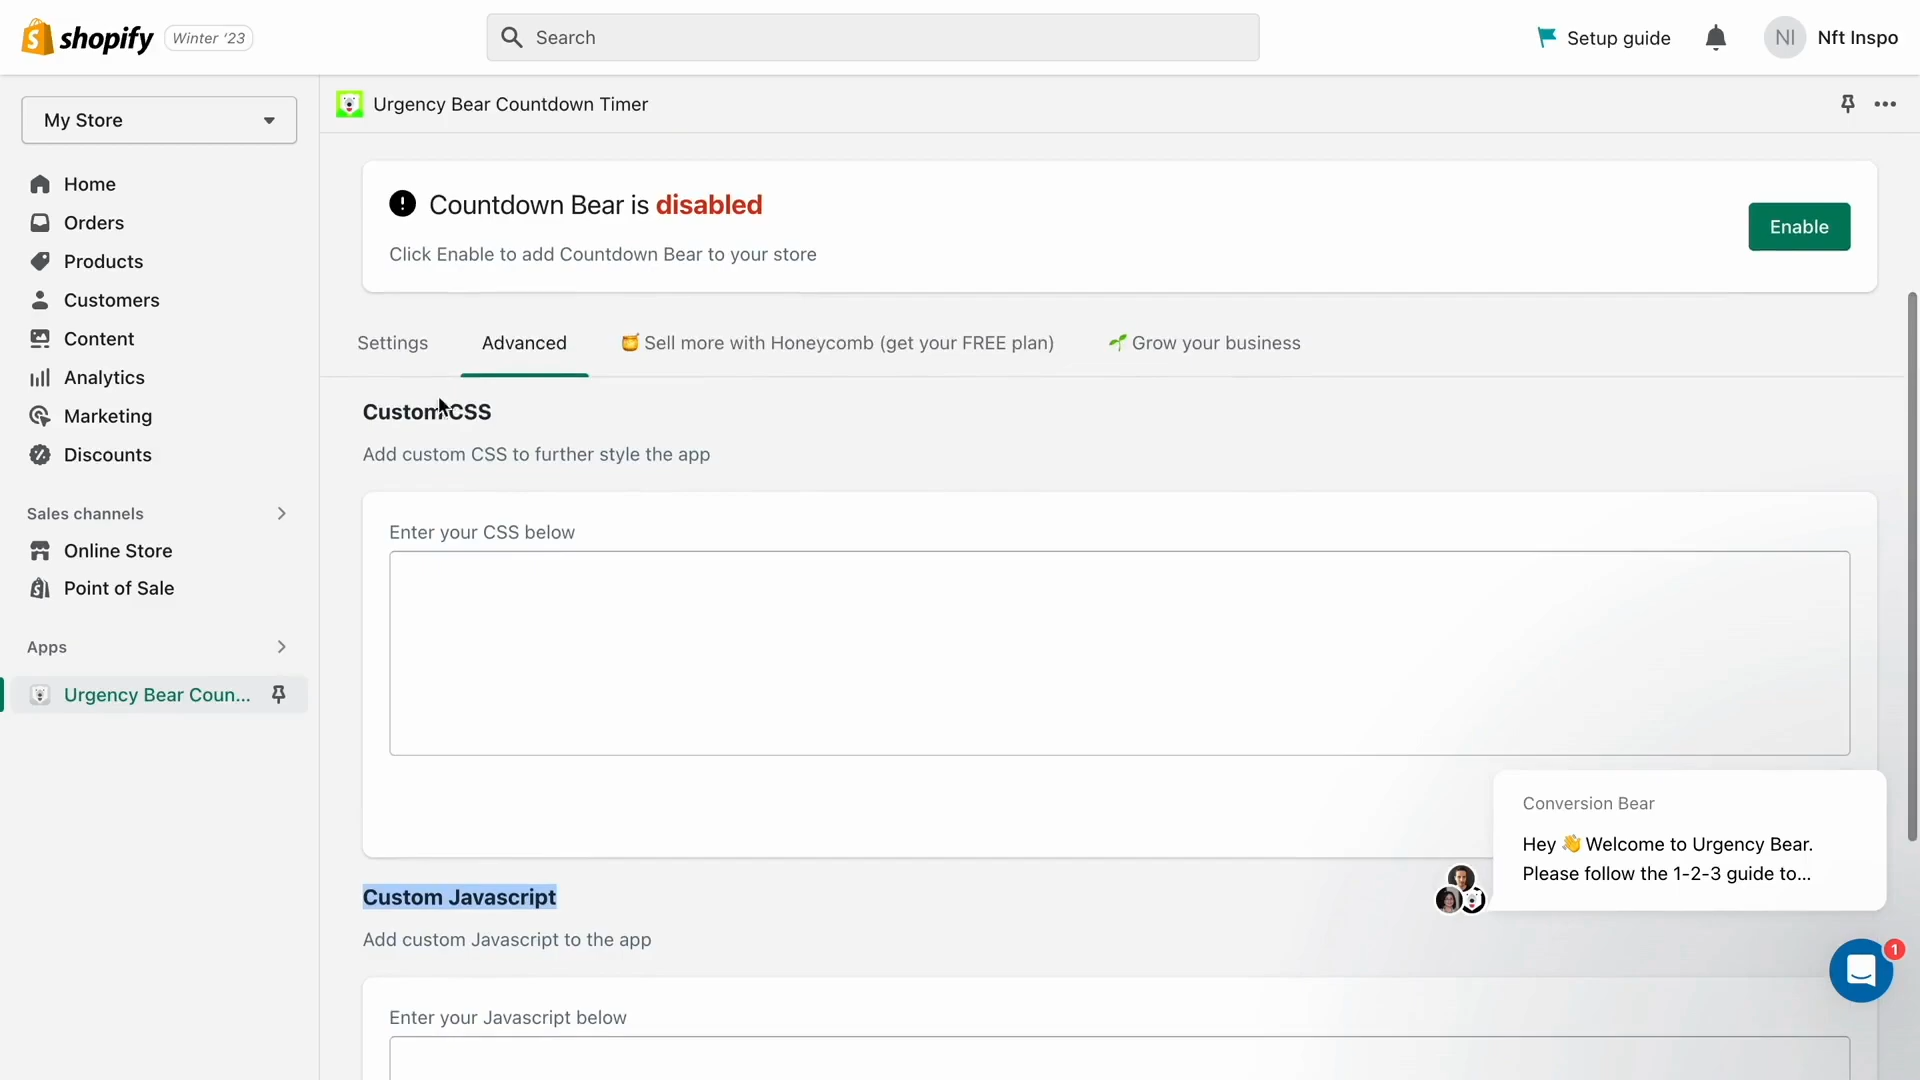 shopify
Winter '23
Search
Setup guide
NI
Nft Inspo
My Store
Urgency Bear Countdown Timer
Home
Orders
Products
Customers
Content
Analytics
Marketing
Discounts
Sales channels
Online Store
Point of Sale
Apps
Urgency Bear Coun...
Countdown Bear is disabled
Click Enable to add Countdown Bear to your store
Enable
Settings
Advanced
Sell more with Honeycomb (get your FREE plan)
Grow your business
Custom CSS
Add custom CSS to further style the app
Enter your CSS below
Custom Javascript
Add custom Javascript to the app
Enter your Javascript below
Conversion Bear
Hey 👋 Welcome to Urgency Bear.
Please follow the 1-2-3 guide to...
1